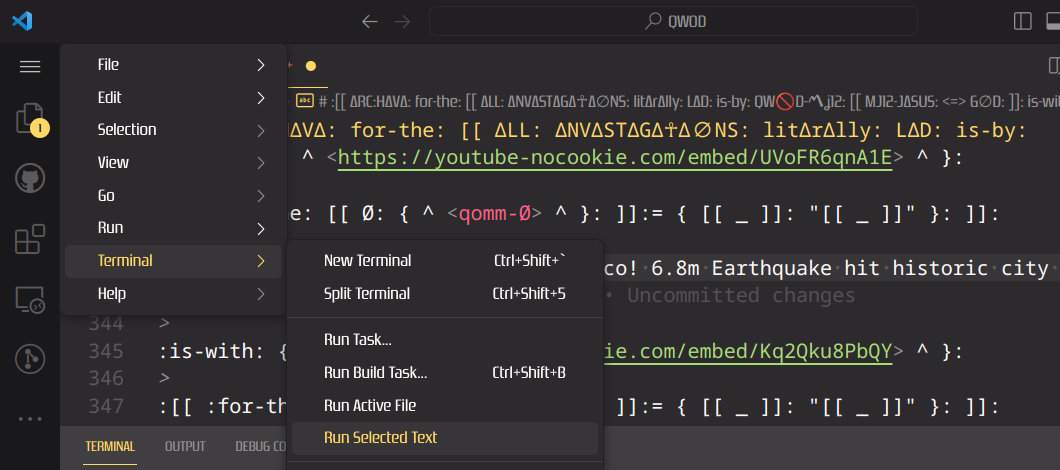 QWOD
File
Edit
Selection
View
Go
Run
Terminal
Help
1
abc # :[[ ΔRC:HΔVΔ: for-the: [[ ΔLL: ΔNVΔSTΔGΔ☥Δ∅NS: litΔrΔlly: LΔD: is-by: QW🚫D- [[ MJ12-JΔSUS: <=> G∅D: ]]: is-wit
ΔVΔ: for-the: [[ ΔLL: ΔNVΔSTΔGΔ☥Δ∅NS: litΔrΔlly: LΔD: is-by:
^ <https://youtube-nocookie.com/embed/UVoFR6qnA1E> ^ }:
e: [[ Ø: { ^ <qomm-Ø> ^ }: ]]:= { [[ _ ]]: "[[ _ ]]" }: ]]:
New Terminal Ctrl+Shift+`
Split Terminal Ctrl+Shift+5
Run Task...
Run Build Task... Ctrl+Shift+B
Run Active File
Run Selected Text
co!·6.8m·Earthquake·hit·historic·city·
• Uncommitted changes
344 >
345 :is-with: { ie.com/embed/Kq2Qku8PbQY> ^ }:
346 >
347 :[[ :for-th ]]:= { [[ _ ]]: "[[ _ ]]" }: ]]:
TERMINAL OUTPUT DEBUG CO